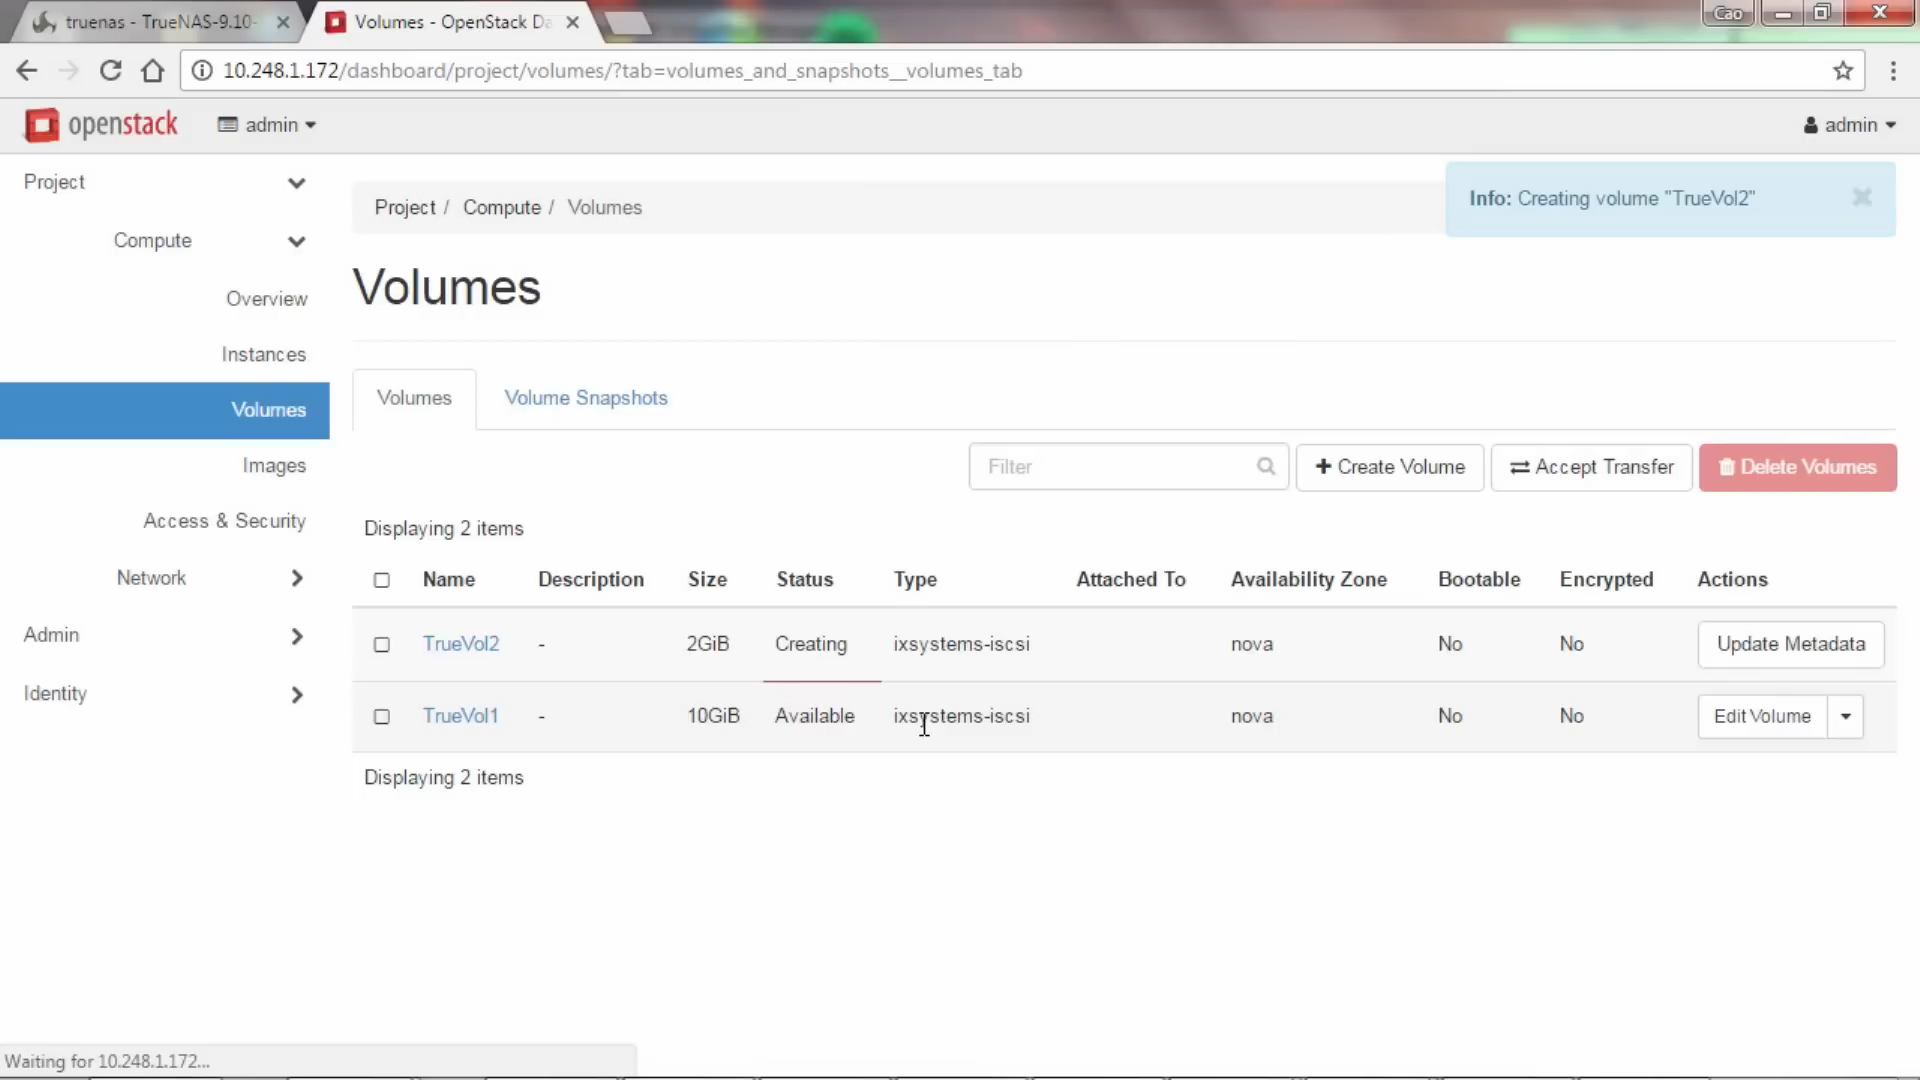 truenas - TrueNAS-9.10-
Volumes - OpenStack Da
Cao
10.248.1.172/dashboard/project/volumes/?tab=volumes_and_snapshots__volumes_tab
openstack
admin
admin
Project
Compute
Overview
Instances
Volumes
Images
Access & Security
Network
Admin
Identity
Project / Compute / Volumes
Info: Creating volume "TrueVol2"
Volumes
Volumes
Volume Snapshots
Filter
Create Volume
Accept Transfer
Delete Volumes
Displaying 2 items
Name Description Size Status Type Attached To Availability Zone Bootable Encrypted Actions
TrueVol2 - 2GiB Creating ixsystems-iscsi nova No No Update Metadata
TrueVol1 - 10GiB Available ixsystems-iscsi nova No No Edit Volume
Displaying 2 items
Waiting for 10.248.1.172...